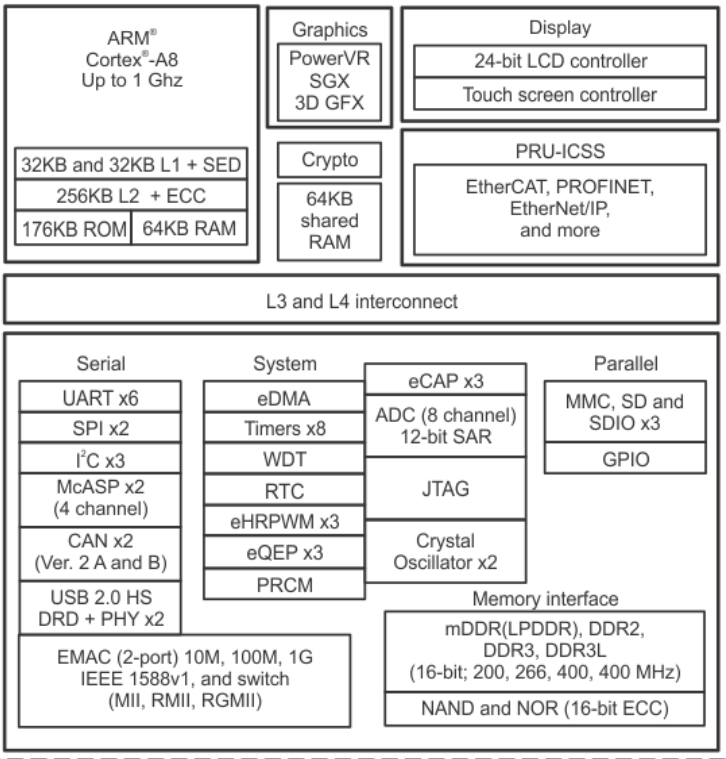 ARM®
Cortex®-A8
Up to 1 Ghz
32KB and 32KB L1 + SED
256KB L2 + ECC
176KB ROM
64KB RAM
Graphics
PowerVR
SGX
3D GFX
Crypto
64KB
shared
RAM
Display
24-bit LCD controller
Touch screen controller
PRU-ICSS
EtherCAT, PROFINET,
EtherNet/IP,
and more
L3 and L4 interconnect
Serial
UART x6
SPI x2
I²C x3
McASP x2
(4 channel)
CAN x2
(Ver. 2 A and B)
USB 2.0 HS
DRD + PHY x2
EMAC (2-port) 10M, 100M, 1G
IEEE 1588v1, and switch
(MII, RMII, RGMII)
System
eDMA
Timers x8
WDT
RTC
eHRPWM x3
eQEP x3
PRCM
eCAP x3
ADC (8 channel)
12-bit SAR
JTAG
Crystal
Oscillator x2
Parallel
MMC, SD and
SDIO x3
GPIO
Memory interface
mDDR(LPDDR), DDR2,
DDR3, DDR3L
(16-bit; 200, 266, 400, 400 MHz)
NAND and NOR (16-bit ECC)